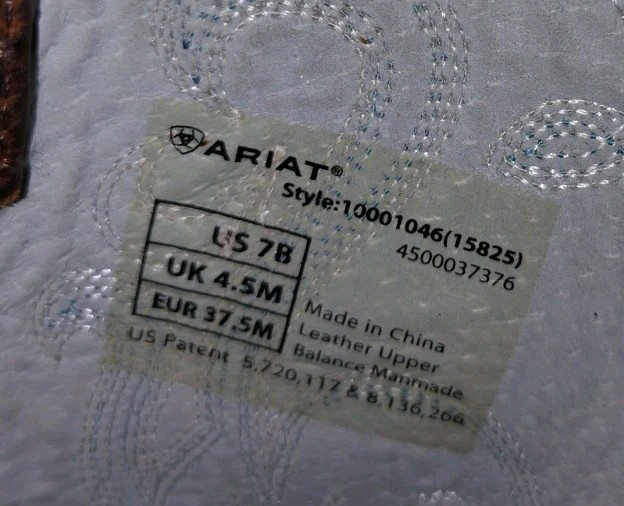 ARIAT®
Style:10001046(15825)
4500037376
US 7B
UK 4.5M
EUR 37.5M
Made in China
Leather Upper
Balance Manmade
US Patent 5,720,117 & 8,136,266